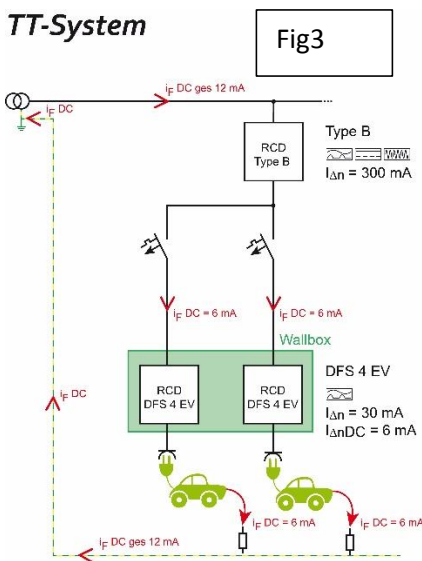 TT-System
Fig3
iF DC ges 12 mA
iF DC
RCD
Type B
Type B
IΔn = 300 mA
iF DC = 6 mA
iF DC = 6 mA
Wallbox
RCD
DFS 4 EV
RCD
DFS 4 EV
DFS 4 EV
IΔn = 30 mA
IΔnDC = 6 mA
iF DC
iF DC = 6 mA
iF DC = 6 mA
iF DC ges 12 mA